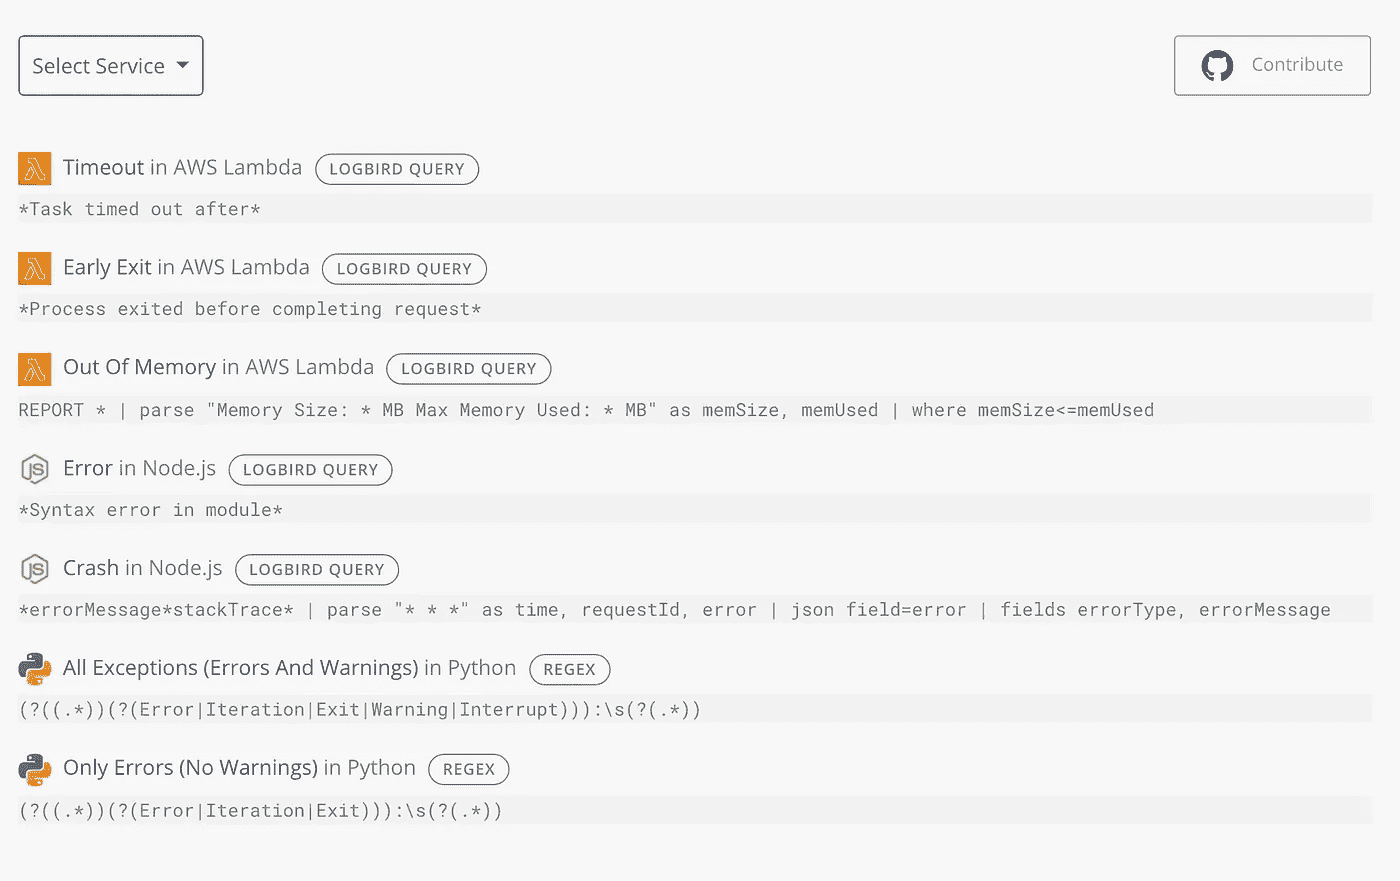 Select Service
Contribute
Timeout in AWS Lambda LOGBIRD QUERY
*Task timed out after*
Early Exit in AWS Lambda LOGBIRD QUERY
*Process exited before completing request*
Out Of Memory in AWS Lambda LOGBIRD QUERY
REPORT * | parse "Memory Size: * MB Max Memory Used: * MB" as memSize, memUsed | where memSize<=memUsed
JS Error in Node.js LOGBIRD QUERY
*Syntax error in module*
JS Crash in Node.js LOGBIRD QUERY
*errorMessage*stackTrace* | parse "* * *" as time, requestId, error | json field=error | fields errorType, errorMessage
All Exceptions (Errors And Warnings) in Python REGEX
(?((.*))(?(Error|Iteration|Exit|Warning|Interrupt))):\s(?(.*))
Only Errors (No Warnings) in Python REGEX
(?((.*))(?(Error|Iteration|Exit))):\s(?(.*))